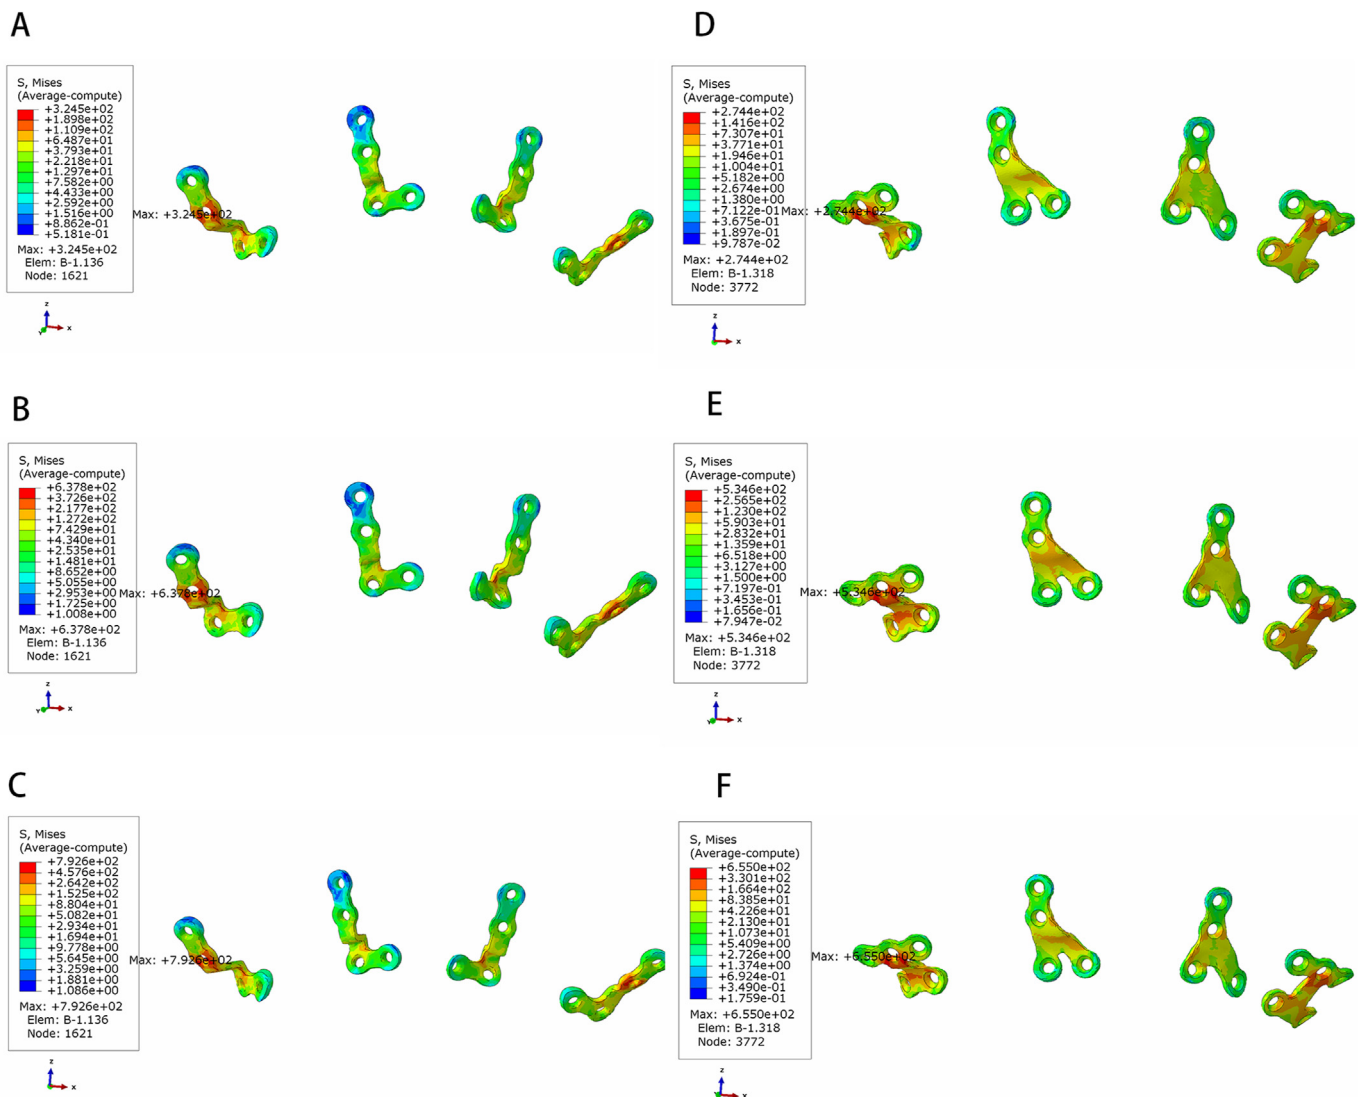 A
S, Mises
(Average-compute)
+3.245e+02
+1.898e+02
+1.109e+02
+6.487e+01
+3.793e+01
+2.218e+01
+1.297e+01
+7.582e+00
+4.433e+00
+2.592e+00
+1.516e+00
+8.862e-01
+5.181e-01
Max: +3.245e+02
Elem: B-1.136
Node: 1621
Max: +3.245e+02
Z
Y
X
D
S, Mises
(Average-compute)
+2.744e+02
+1.416e+02
+7.307e+01
+3.771e+01
+1.946e+01
+1.004e+01
+5.182e+00
+2.674e+00
+1.380e+00
+7.122e-01
+3.675e-01
+1.897e-01
+9.787e-02
Max: +2.744e+02
Elem: B-1.318
Node: 3772
Max: +2.744e+02
Z
X
B
S, Mises
(Average-compute)
+6.378e+02
+3.726e+02
+2.177e+02
+1.272e+02
+7.429e+01
+4.340e+01
+2.535e+01
+1.481e+01
+8.652e+00
+5.055e+00
+2.953e+00
+1.725e+00
+1.008e+00
Max: +6.378e+02
Elem: B-1.136
Node: 1621
Max: +6.378e+02
Z
Y
X
E
S, Mises
(Average-compute)
+5.346e+02
+2.565e+02
+1.230e+02
+5.903e+01
+2.832e+01
+1.359e+01
+6.518e+00
+3.127e+00
+1.500e+00
+7.197e-01
+3.453e-01
+1.656e-01
+7.947e-02
Max: +5.346e+02
Elem: B-1.318
Node: 3772
Max: +5.346e+02
Z
Y
X
C
S, Mises
(Average-compute)
+7.926e+02
+4.576e+02
+2.642e+02
+1.525e+02
+8.804e+01
+5.082e+01
+2.934e+01
+1.694e+01
+9.778e+00
+5.645e+00
+3.259e+00
+1.881e+00
+1.086e+00
Max: +7.926e+02
Elem: B-1.136
Node: 1621
Max: +7.926e+02
Z
X
F
S, Mises
(Average-compute)
+6.550e+02
+3.301e+02
+1.664e+02
+8.385e+01
+4.226e+01
+2.130e+01
+1.073e+01
+5.409e+00
+2.726e+00
+1.374e+00
+6.924e-01
+3.490e-01
+1.759e-01
Max: +6.550e+02
Elem: B-1.318
Node: 3772
Max: +6.550e+02
Z
Y
X